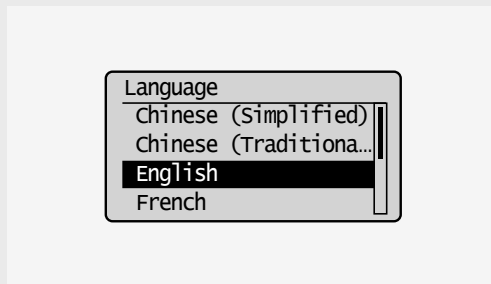 Language
Chinese (Simplified)
Chinese (Traditiona...
English
French